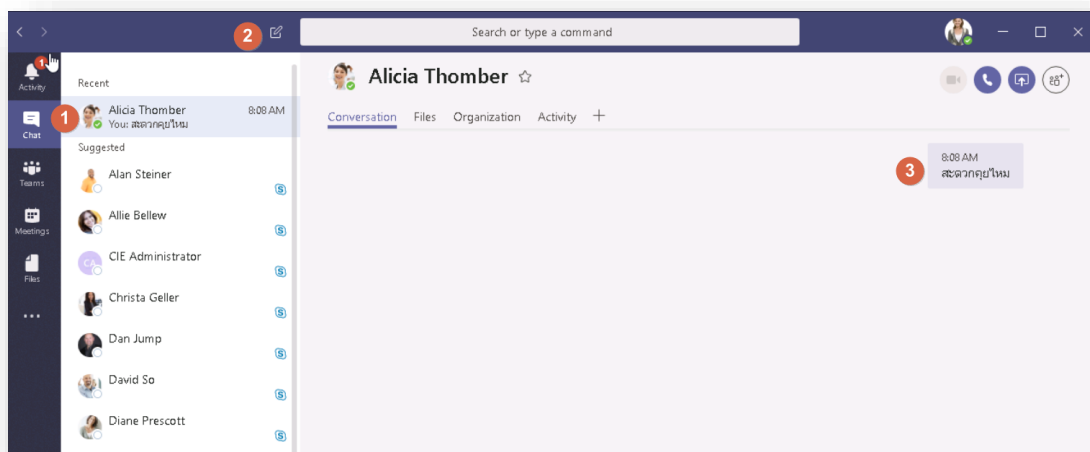 2
Search or type a command
1
Activity
Chat
Teams
Meetings
Files
Recent
1
Alicia Thomber 8:08 AM
You: สะดวกคุยไหม
Suggested
Alan Steiner
Allie Bellew
CA
CIE Administrator
Christa Geller
Dan Jump
David So
Diane Prescott
Alicia Thomber
Conversation Files Organization Activity
8:08 AM
3
สะดวกคุยไหม